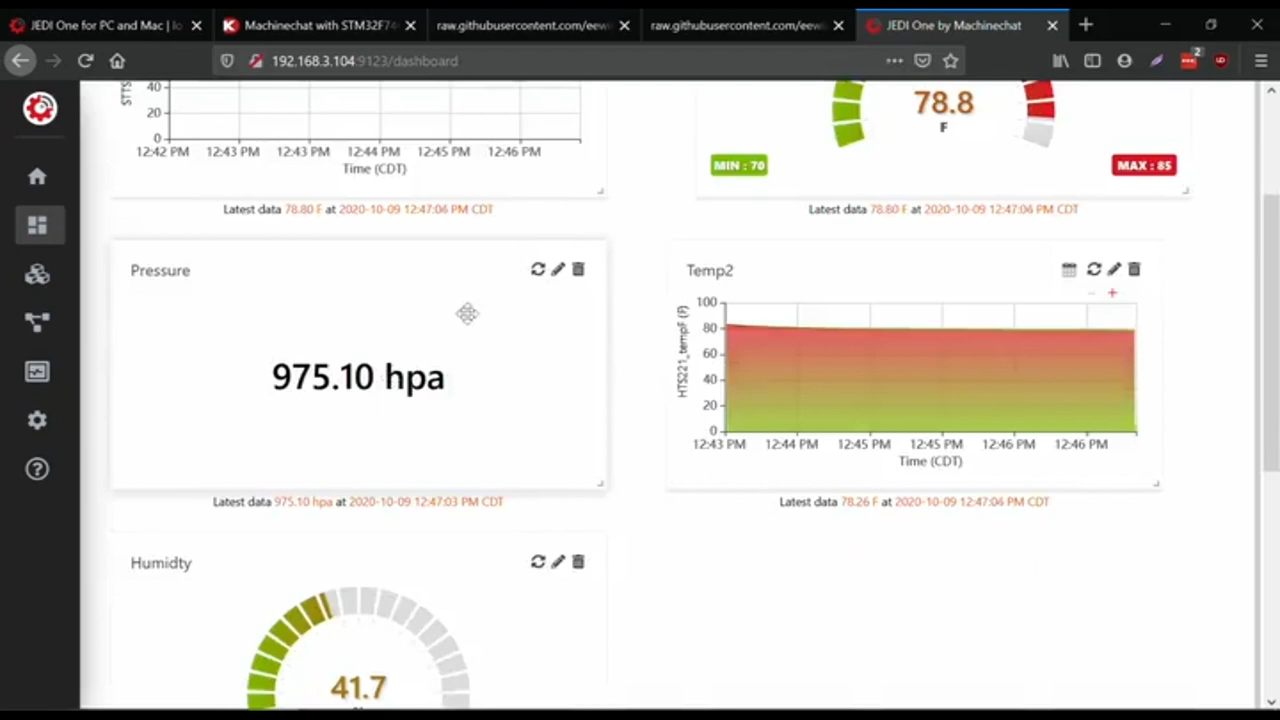 JEDI One for PC and Mac | Io
Machinechat with STM32F74
raw.githubusercontent.com/eewi
raw.githubusercontent.com/eewi
JEDI One by Machinechat
192.168.3.104:9123/dashboard
2
40
20
0
12:42 PM 12:43 PM 12:43 PM 12:44 PM 12:45 PM 12:46 PM
Time (CDT)
78.8
F
MIN : 70
MAX : 85
Latest data 78.80 F at 2020-10-09 12:47:06 PM CDT
Latest data 78.80 F at 2020-10-09 12:47:06 PM CDT
Pressure
975.10 hpa
Latest data 975.10 hpa at 2020-10-09 12:47:03 PM CDT
Temp2
HTS221_tempF (F)
100
80
60
40
20
0
12:43 PM 12:44 PM 12:45 PM 12:45 PM 12:46 PM 12:46 PM
Time (CDT)
Latest data 78.26 F at 2020-10-09 12:47:04 PM CDT
Humidty
41.7